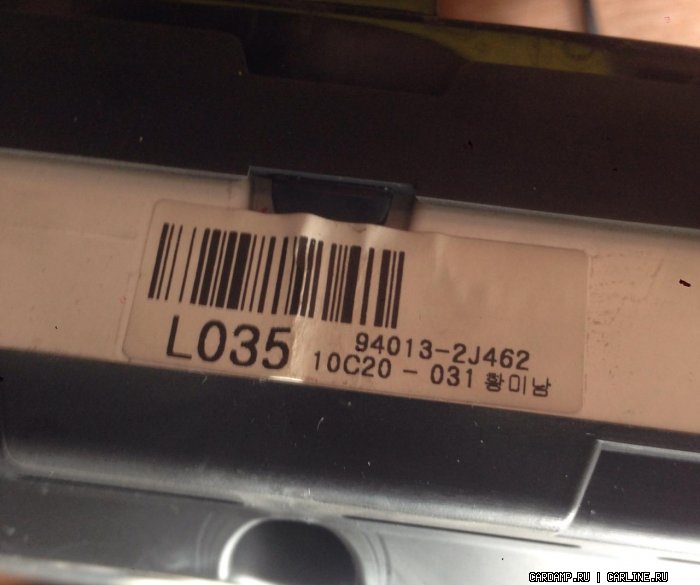 L035 94013-2J462
10C20 - 031 황미남
CARDAMP.RU | CARLINE.RU